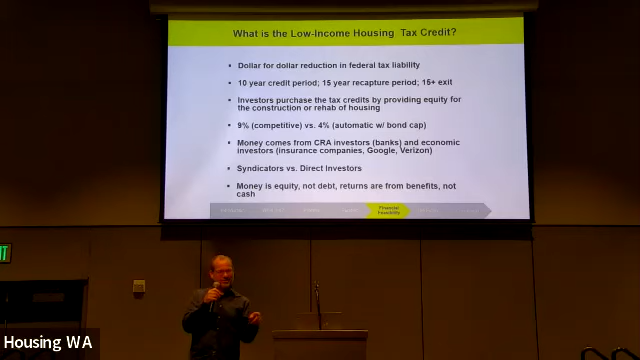 What is the Low-Income Housing Tax Credit?
Dollar for dollar reduction in federal tax liability
10 year credit period; 15 year recapture period; 15+ exit
Investors purchase the tax credits by providing equity for
the construction or rehab of housing
9% (competitive) vs. 4% (automatic w/ bond cap)
Money comes from CRA investors (banks) and economic
investors (insurance companies, Google, Verizon)
Syndicators vs. Direct Investors
Money is equity, not debt, returns are from benefits, not
cash
Financial
Feasibility
Housing WA